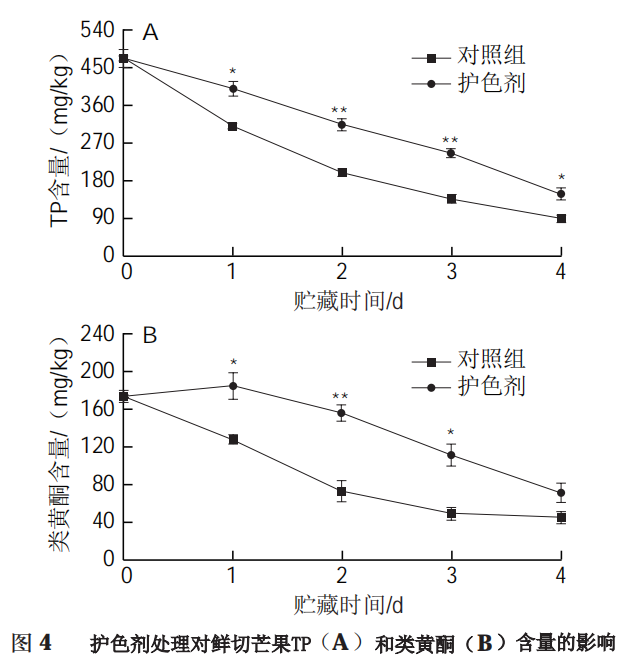 A
540
450
360
270
180
90
0
TP含量/（mg/kg）
对照组
护色剂
*
**
**
*
0 1 2 3 4
贮藏时间/d
B
240
200
160
120
80
40
0
类黄酮含量/（mg/kg）
对照组
护色剂
*
**
*
0 1 2 3 4
贮藏时间/d
图 4 护色剂处理对鲜切芒果TP（A）和类黄酮（B）含量的影响